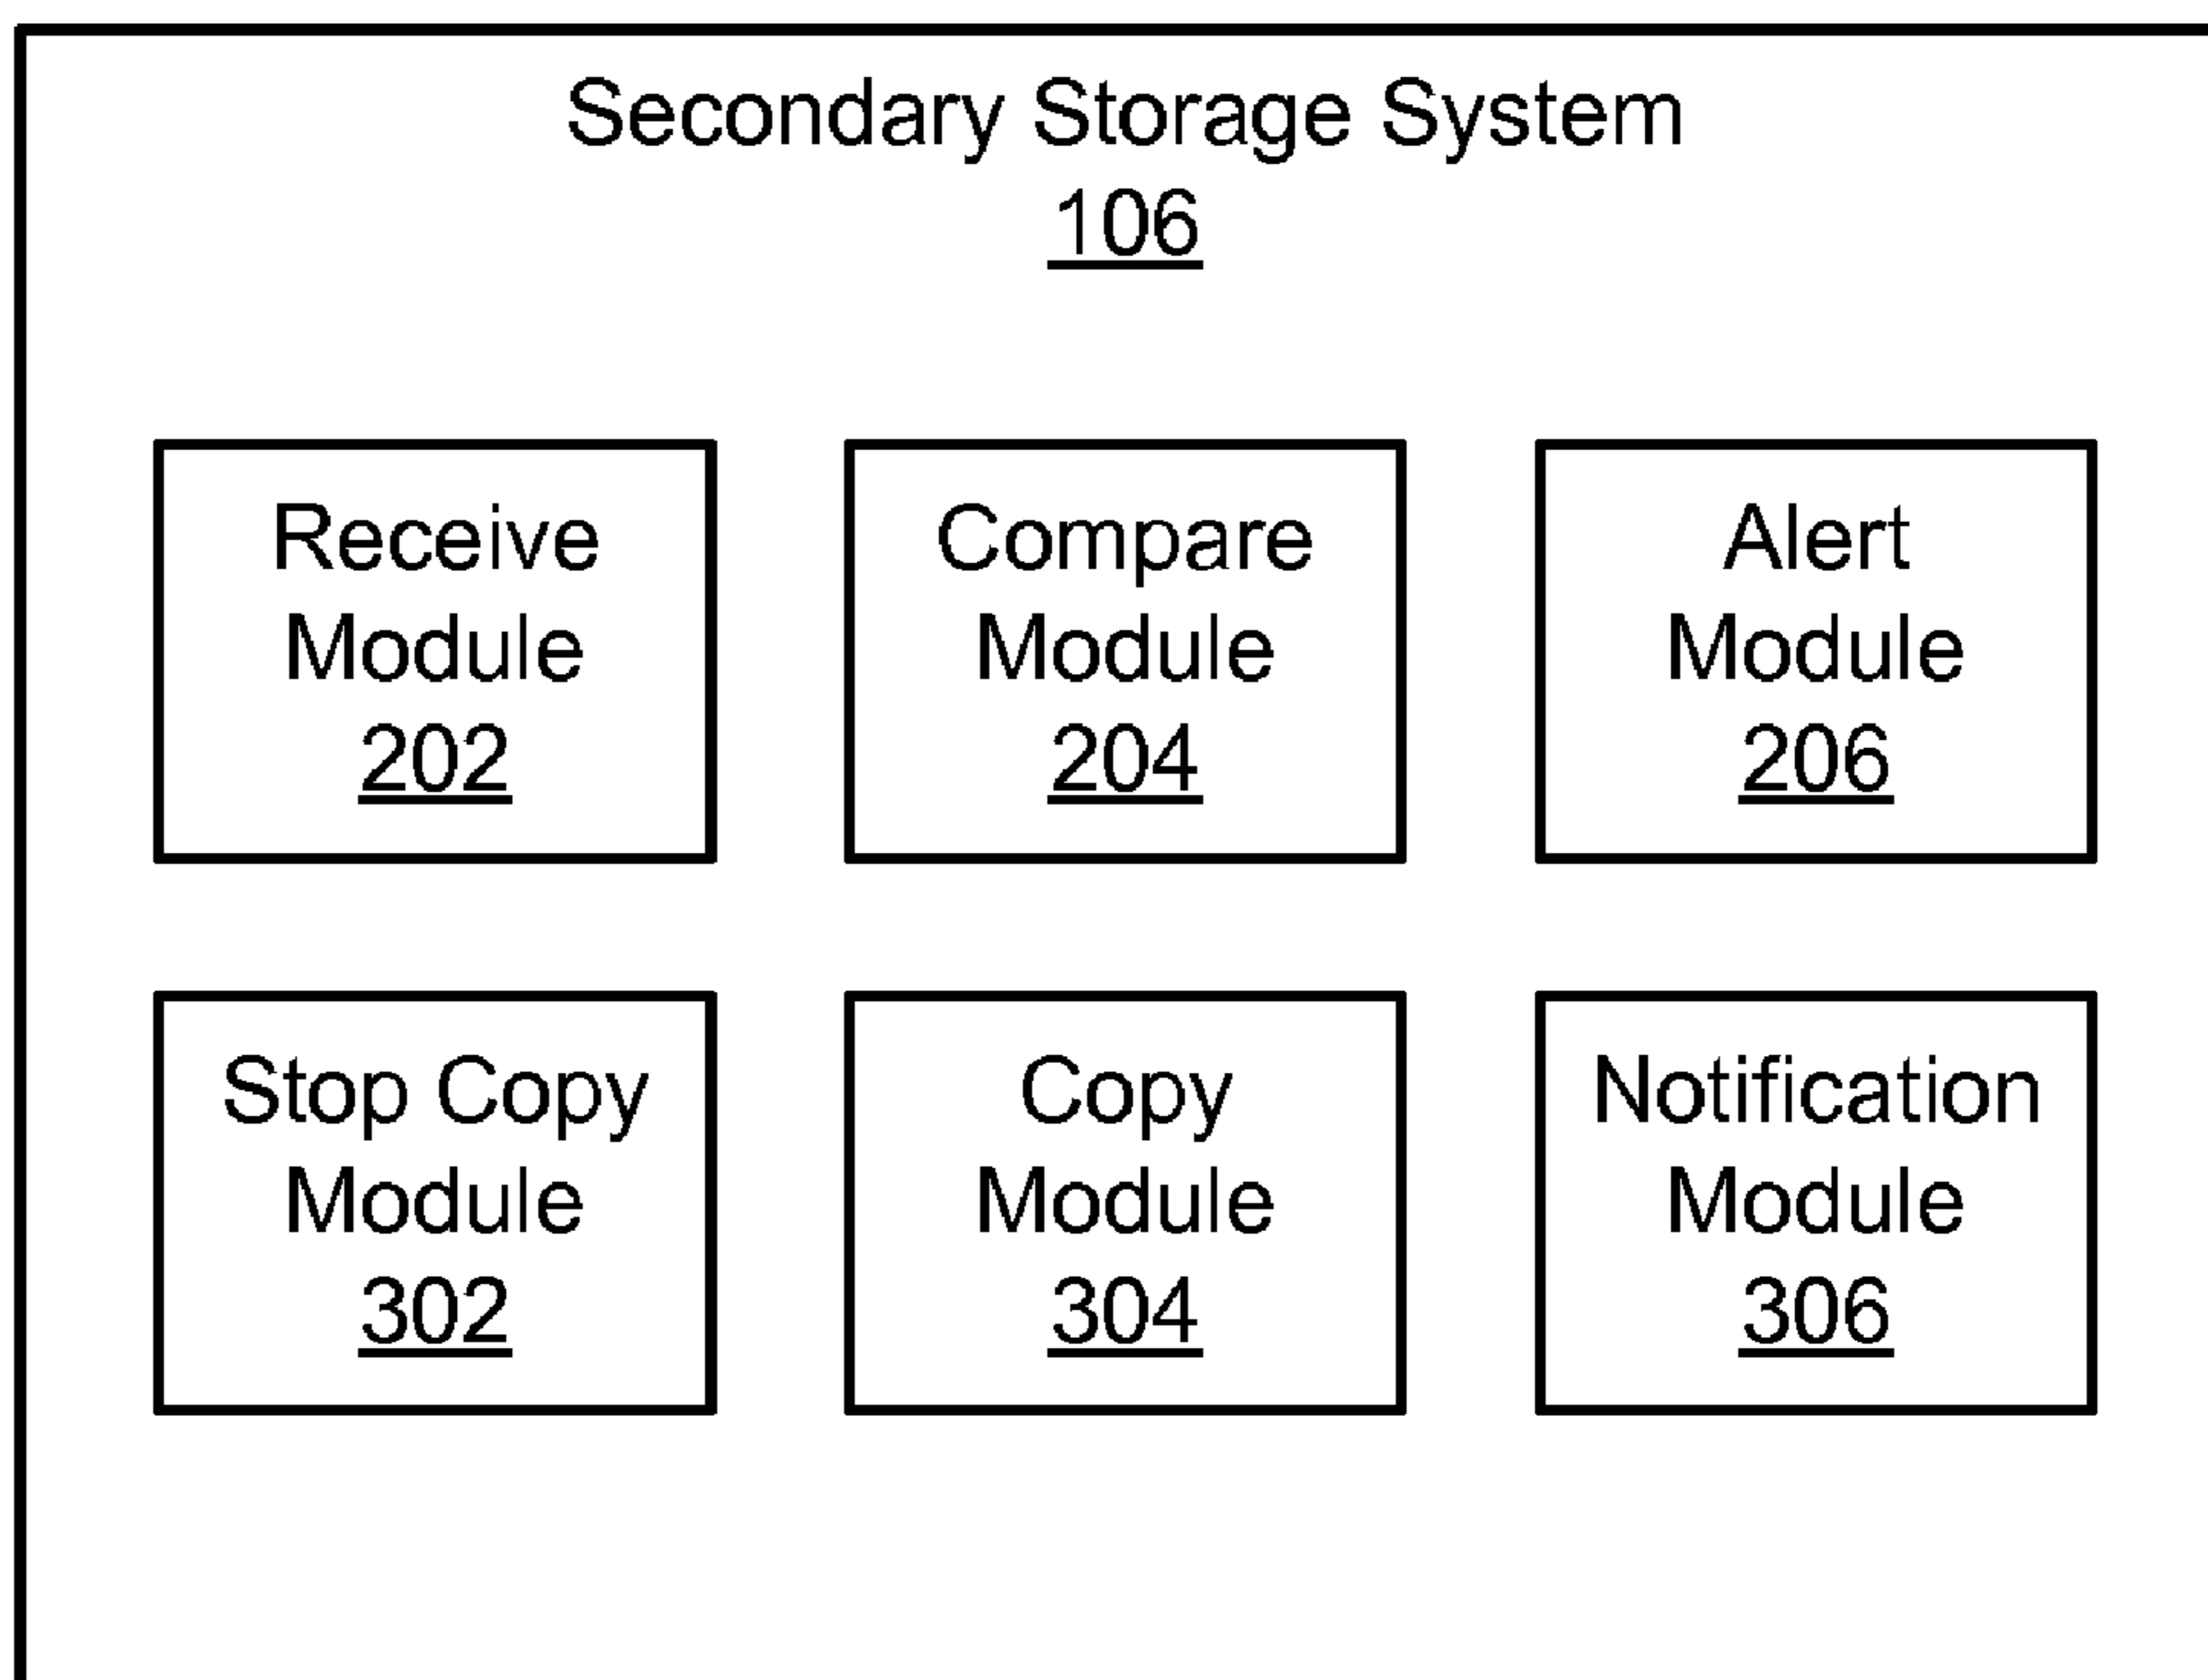 Secondary Storage System
106
Receive
Module
202
Compare
Module
204
Alert
Module
206
Stop Copy
Module
302
Copy
Module
304
Notification
Module
306